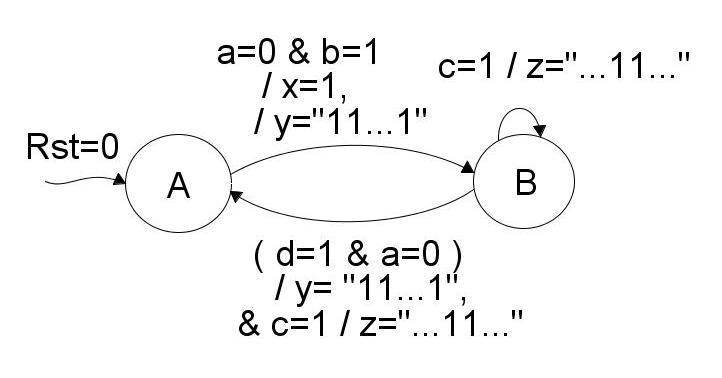 a=0 & b=1
/ x=1,
/ y="11...1"
c=1 / z="...11..."
Rst=0
A
B
( d=1 & a=0 )
/ y= "11...1",
& c=1 / z="...11..."